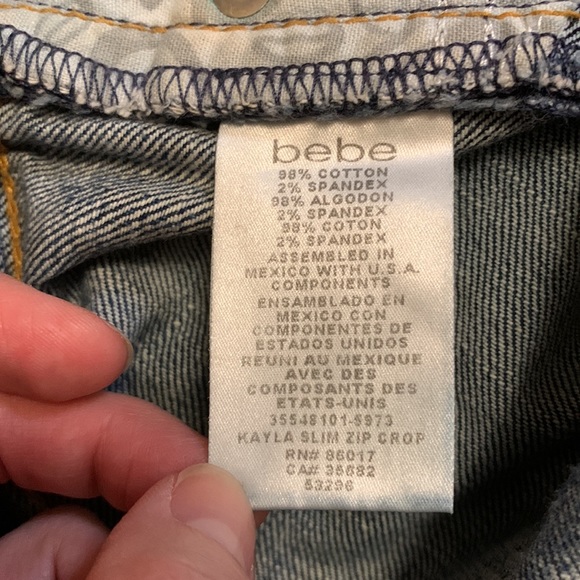 bebe
98% COTTON
2% SPANDEX
98% ALGODON
2% SPANDEX
98% COTON
2% SPANDEX
ASSEMBLED IN
MEXICO WITH U.S.A.
COMPONENTS
ENSAMBLADO EN
MEXICO CON
COMPONENTES DE
ESTADOS UNIDOS
REUNI AU MEXIQUE
AVEC DES
COMPOSANTS DES
ETATS-UNIS
35548101-5973
KAYLA SLIM ZIP CROP
RN# 86017
CA# 35682
53296